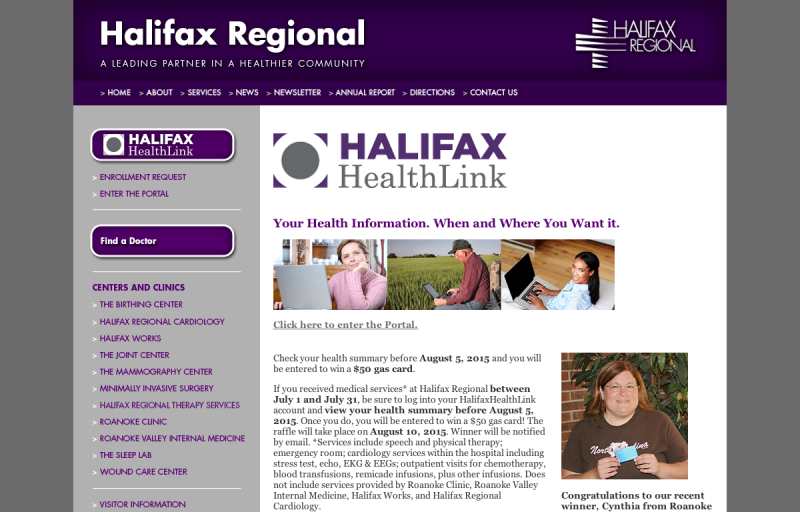 Halifax Regional
A LEADING PARTNER IN A HEALTHIER COMMUNITY
HALIFAX
REGIONAL
> HOME > ABOUT > SERVICES > NEWS > NEWSLETTER > ANNUAL REPORT > DIRECTIONS > CONTACT US
HALIFAX
HealthLink
> ENROLLMENT REQUEST
> ENTER THE PORTAL
Find a Doctor
CENTERS AND CLINICS
> THE BIRTHING CENTER
> HALIFAX REGIONAL CARDIOLOGY
> HALIFAX WORKS
> THE JOINT CENTER
> THE MAMMOGRAPHY CENTER
> MINIMALLY INVASIVE SURGERY
> HALIFAX REGIONAL THERAPY SERVICES
> ROANOKE CLINIC
> ROANOKE VALLEY INTERNAL MEDICINE
> THE SLEEP LAB
> WOUND CARE CENTER
> VISITOR INFORMATION
HALIFAX
HealthLink
Your Health Information. When and Where You Want it.
Click here to enter the Portal.
Check your health summary before August 5, 2015 and you will
be entered to win a $50 gas card.
If you received medical services* at Halifax Regional between
July 1 and July 31, be sure to log into your HalifaxHealthLink
account and view your health summary before August 5,
2015. Once you do, you will be entered to win a $50 gas card! The
raffle will take place on August 10, 2015. Winner will be notified
by email. *Services include speech and physical therapy;
emergency room; cardiology services within the hospital including
stress test, echo, EKG & EEGs; outpatient visits for chemotherapy,
blood transfusions, remicade infusions, plus other infusions. Does
not include services provided by Roanoke Clinic, Roanoke Valley
Internal Medicine, Halifax Works, and Halifax Regional
Cardiology.
Congratulations to our recent
winner, Cynthia from Roanoke